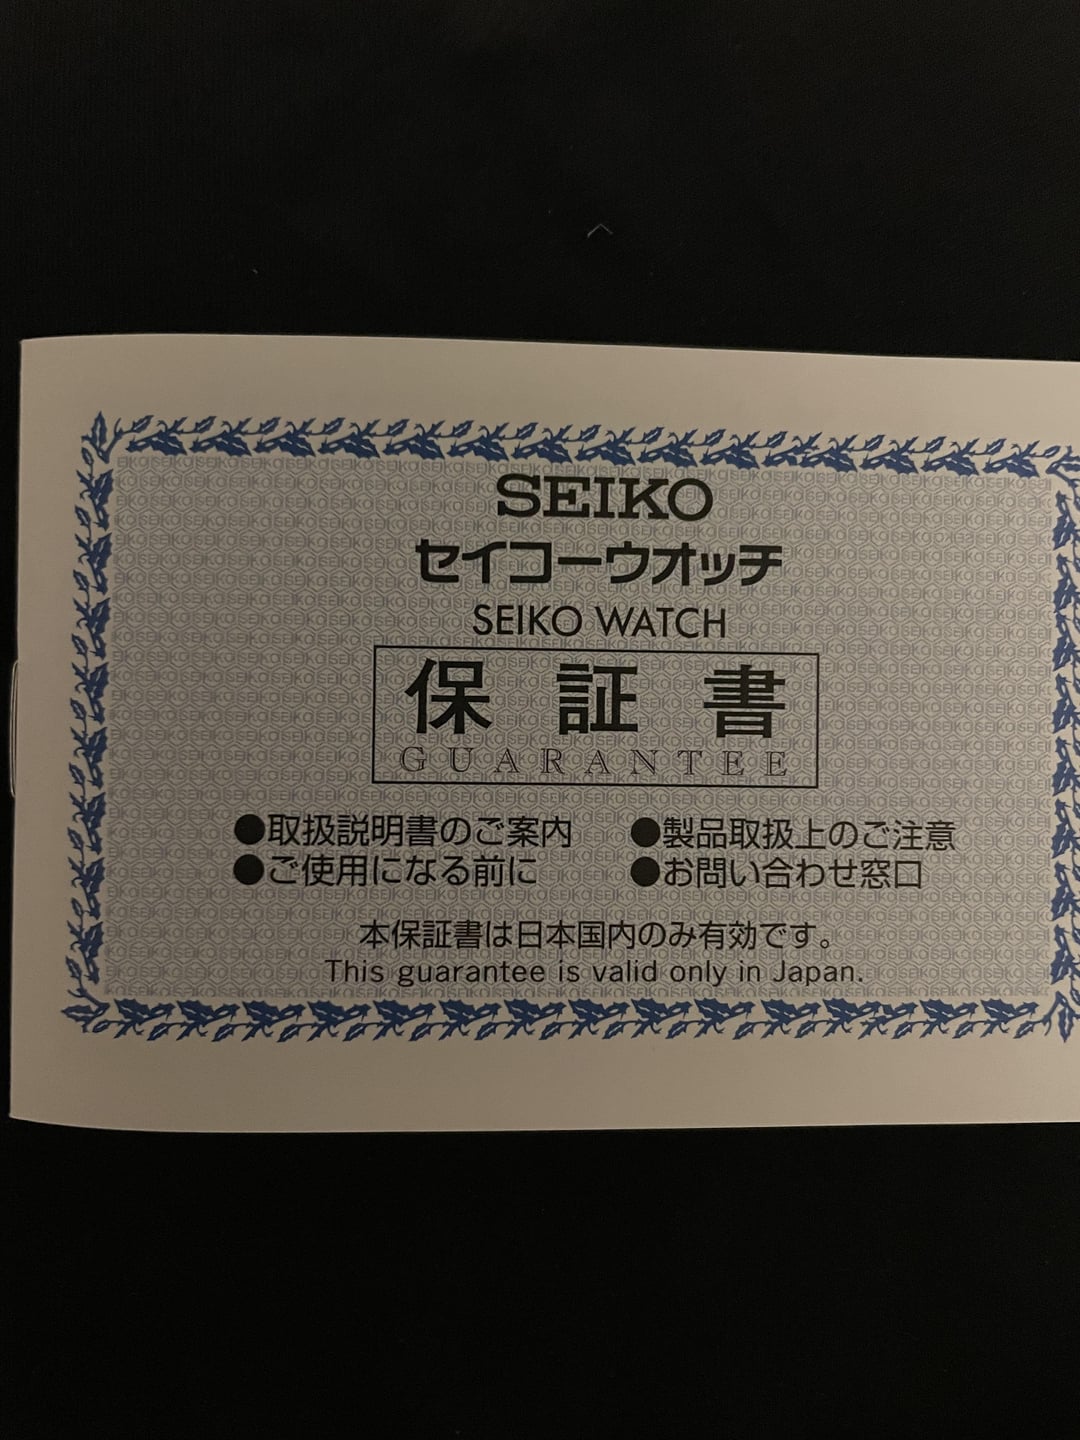 SEIKO
セイコーウオッチ
SEIKO WATCH
保証書
GUARANTEE
●取扱説明書のご案内 ●製品取扱上のご注意
●ご使用になる前に ●お問い合わせ窓口
本保証書は日本国内のみ有効です。
This guarantee is valid only in Japan.